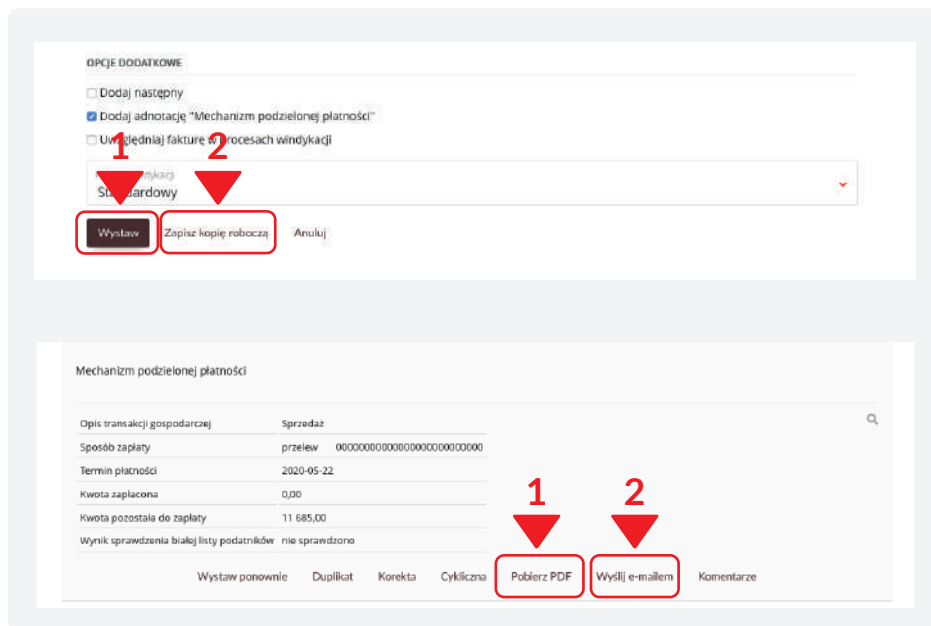 OPCJE DODATKOWE
Dodaj następny
Dodaj adnotację "Mechanizm podzielonej płatności"
Uwzględniaj fakturę w procesach windykacji
1 2
Standardowy
Wystaw Zapisz kopię roboczą Anuluj
Mechanizm podzielonej płatności
Opis transakcji gospodarczej Sprzedaż
Sposób zapłaty przelew 00000000000000000000000000
Termin płatności 2020-05-22
Kwota zapłacona 0,00
Kwota pozostała do zapłaty 11 685,00
Wynik sprawdzenia białej listy podatników nie sprawdzono
1 2
Wystaw ponownie Duplikat Korekta Cykliczna Pobierz PDF Wyślij e-mailem Komentarze